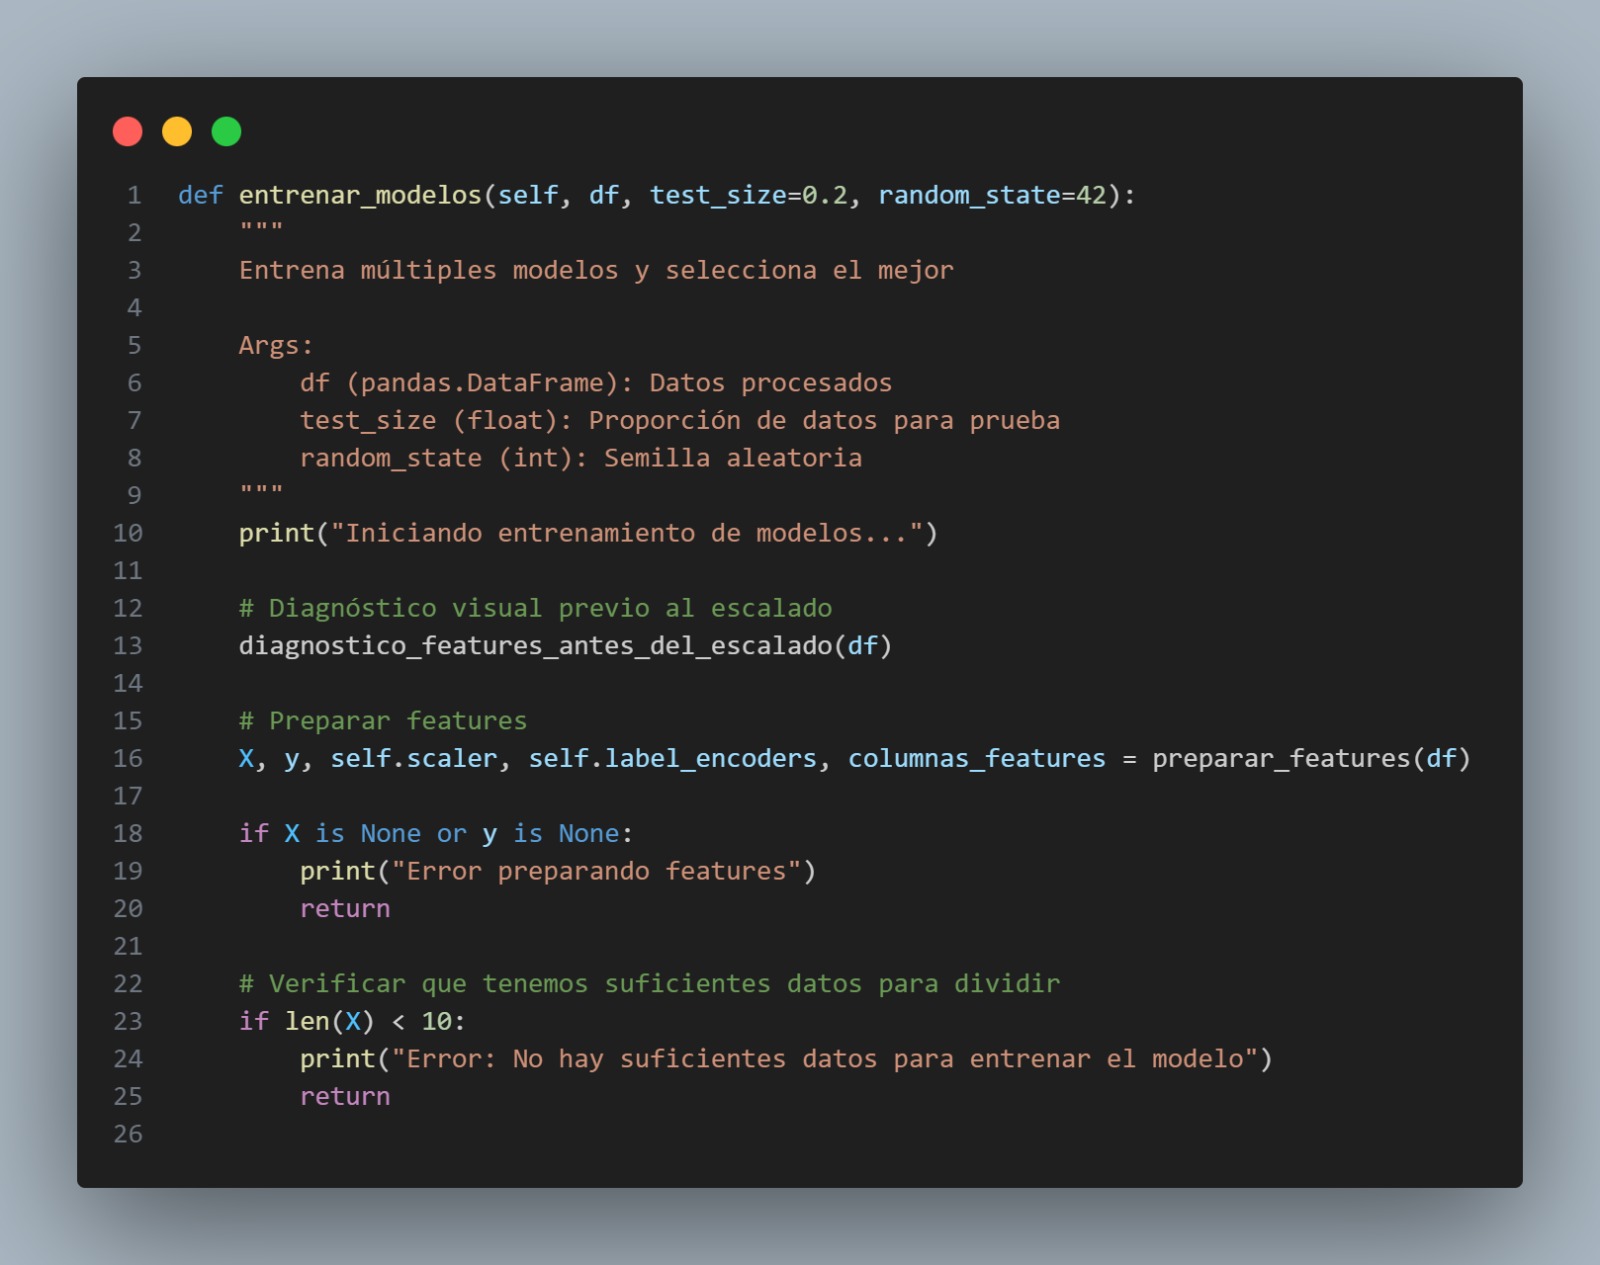 1 def entrenar_modelos(self, df, test_size=0.2, random_state=42):
2     """
3     Entrena múltiples modelos y selecciona el mejor
4
5     Args:
6         df (pandas.DataFrame): Datos procesados
7         test_size (float): Proporción de datos para prueba
8         random_state (int): Semilla aleatoria
9     """
10     print("Iniciando entrenamiento de modelos...")
11
12     # Diagnóstico visual previo al escalado
13     diagnostico_features_antes_del_escalado(df)
14
15     # Preparar features
16     X, y, self.scaler, self.label_encoders, columnas_features = preparar_features(df)
17
18     if X is None or y is None:
19         print("Error preparando features")
20         return
21
22     # Verificar que tenemos suficientes datos para dividir
23     if len(X) < 10:
24         print("Error: No hay suficientes datos para entrenar el modelo")
25         return
26